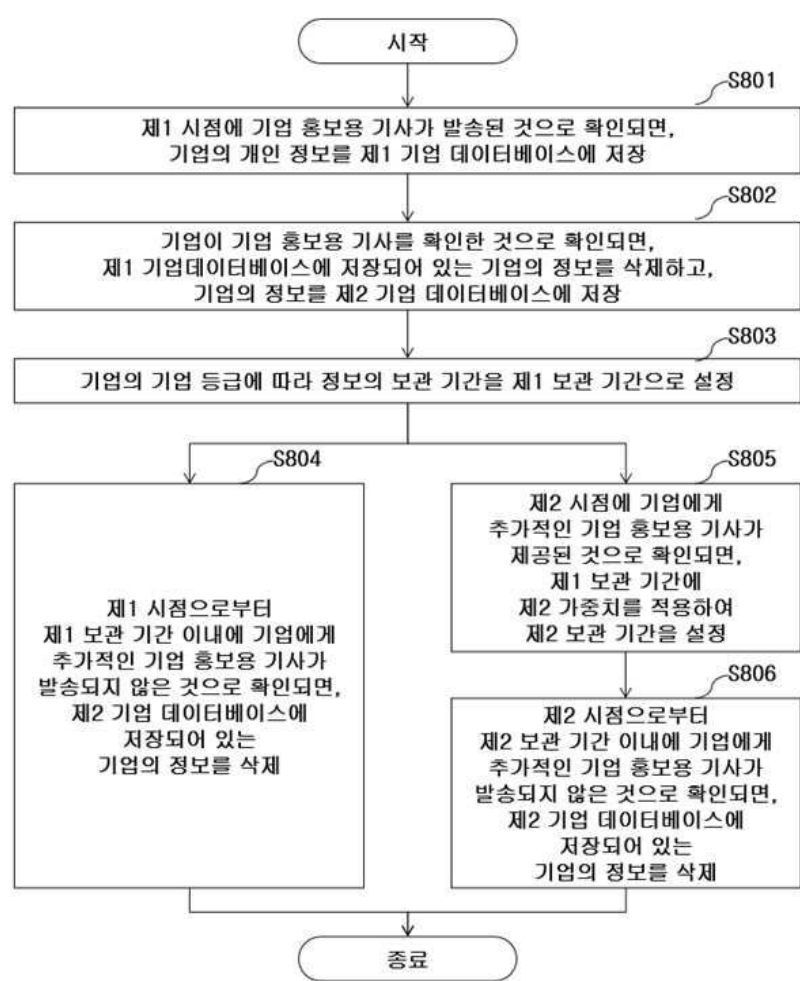 시작
S801
제1 시점에 기업 홍보용 기사가 발송된 것으로 확인되면,
기업의 개인 정보를 제1 기업 데이터베이스에 저장
S802
기업이 기업 홍보용 기사를 확인한 것으로 확인되면,
제1 기업데이터베이스에 저장되어 있는 기업의 정보를 삭제하고,
기업의 정보를 제2 기업 데이터베이스에 저장
S803
기업의 기업 등급에 따라 정보의 보관 기간을 제1 보관 기간으로 설정
S804
제1 시점으로부터
제1 보관 기간 이내에 기업에게
추가적인 기업 홍보용 기사가
발송되지 않은 것으로 확인되면,
제2 기업 데이터베이스에
저장되어 있는
기업의 정보를 삭제
S805
제2 시점에 기업에게
추가적인 기업 홍보용 기사가
제공된 것으로 확인되면,
제1 보관 기간에
제2 가중치를 적용하여
제2 보관 기간을 설정
S806
제2 시점으로부터
제2 보관 기간 이내에 기업에게
추가적인 기업 홍보용 기사가
발송되지 않은 것으로 확인되면,
제2 기업 데이터베이스에
저장되어 있는
기업의 정보를 삭제
종료